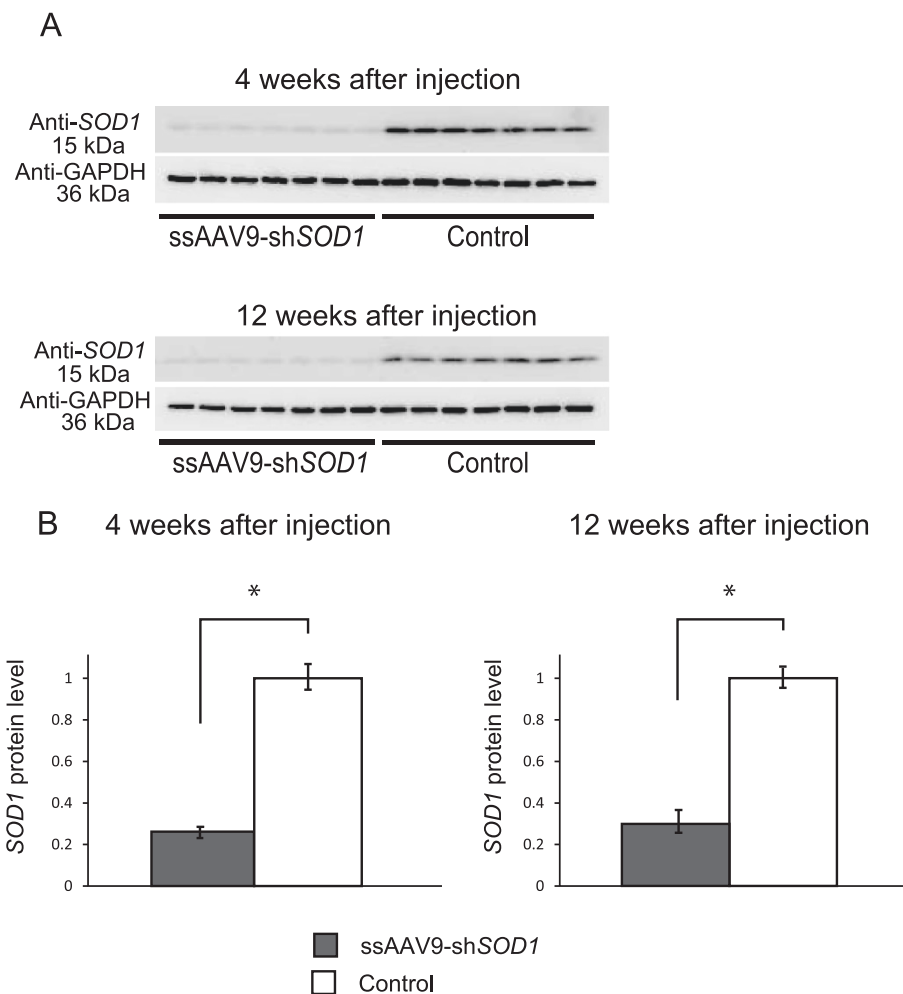 A
4 weeks after injection
Anti-SOD1
15 kDa
Anti-GAPDH
36 kDa
ssAAV9-shSOD1 Control
12 weeks after injection
Anti-SOD1
15 kDa
Anti-GAPDH
36 kDa
ssAAV9-shSOD1 Control
B 4 weeks after injection 12 weeks after injection
* *
SOD1 protein level
1
0.8
0.6
0.4
0.2
0
SOD1 protein level
1
0.8
0.6
0.4
0.2
0
ssAAV9-shSOD1
Control